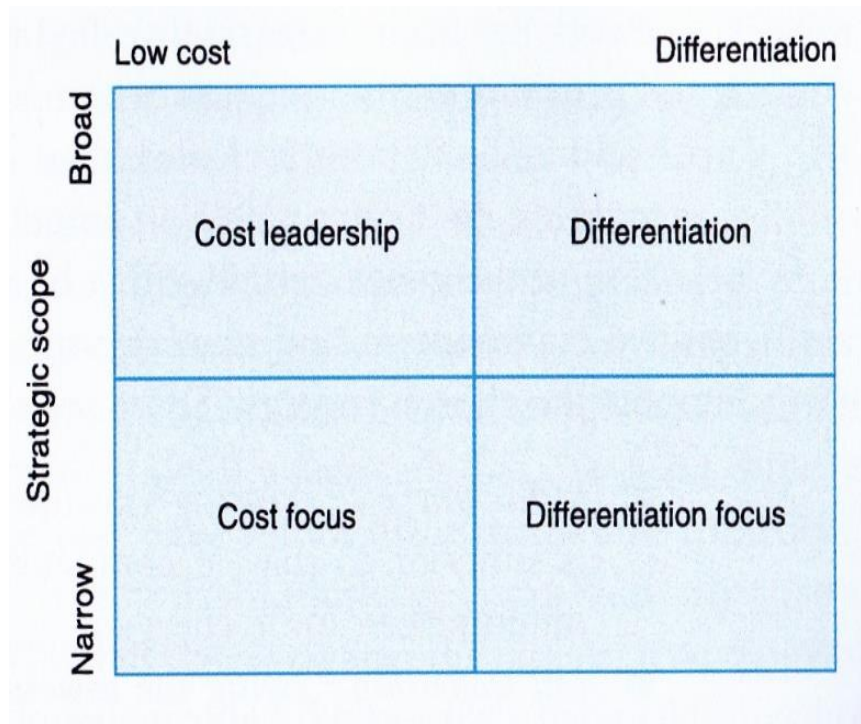 Low cost
Differentiation
Broad
Strategic scope
Narrow
Cost leadership
Differentiation
Cost focus
Differentiation focus